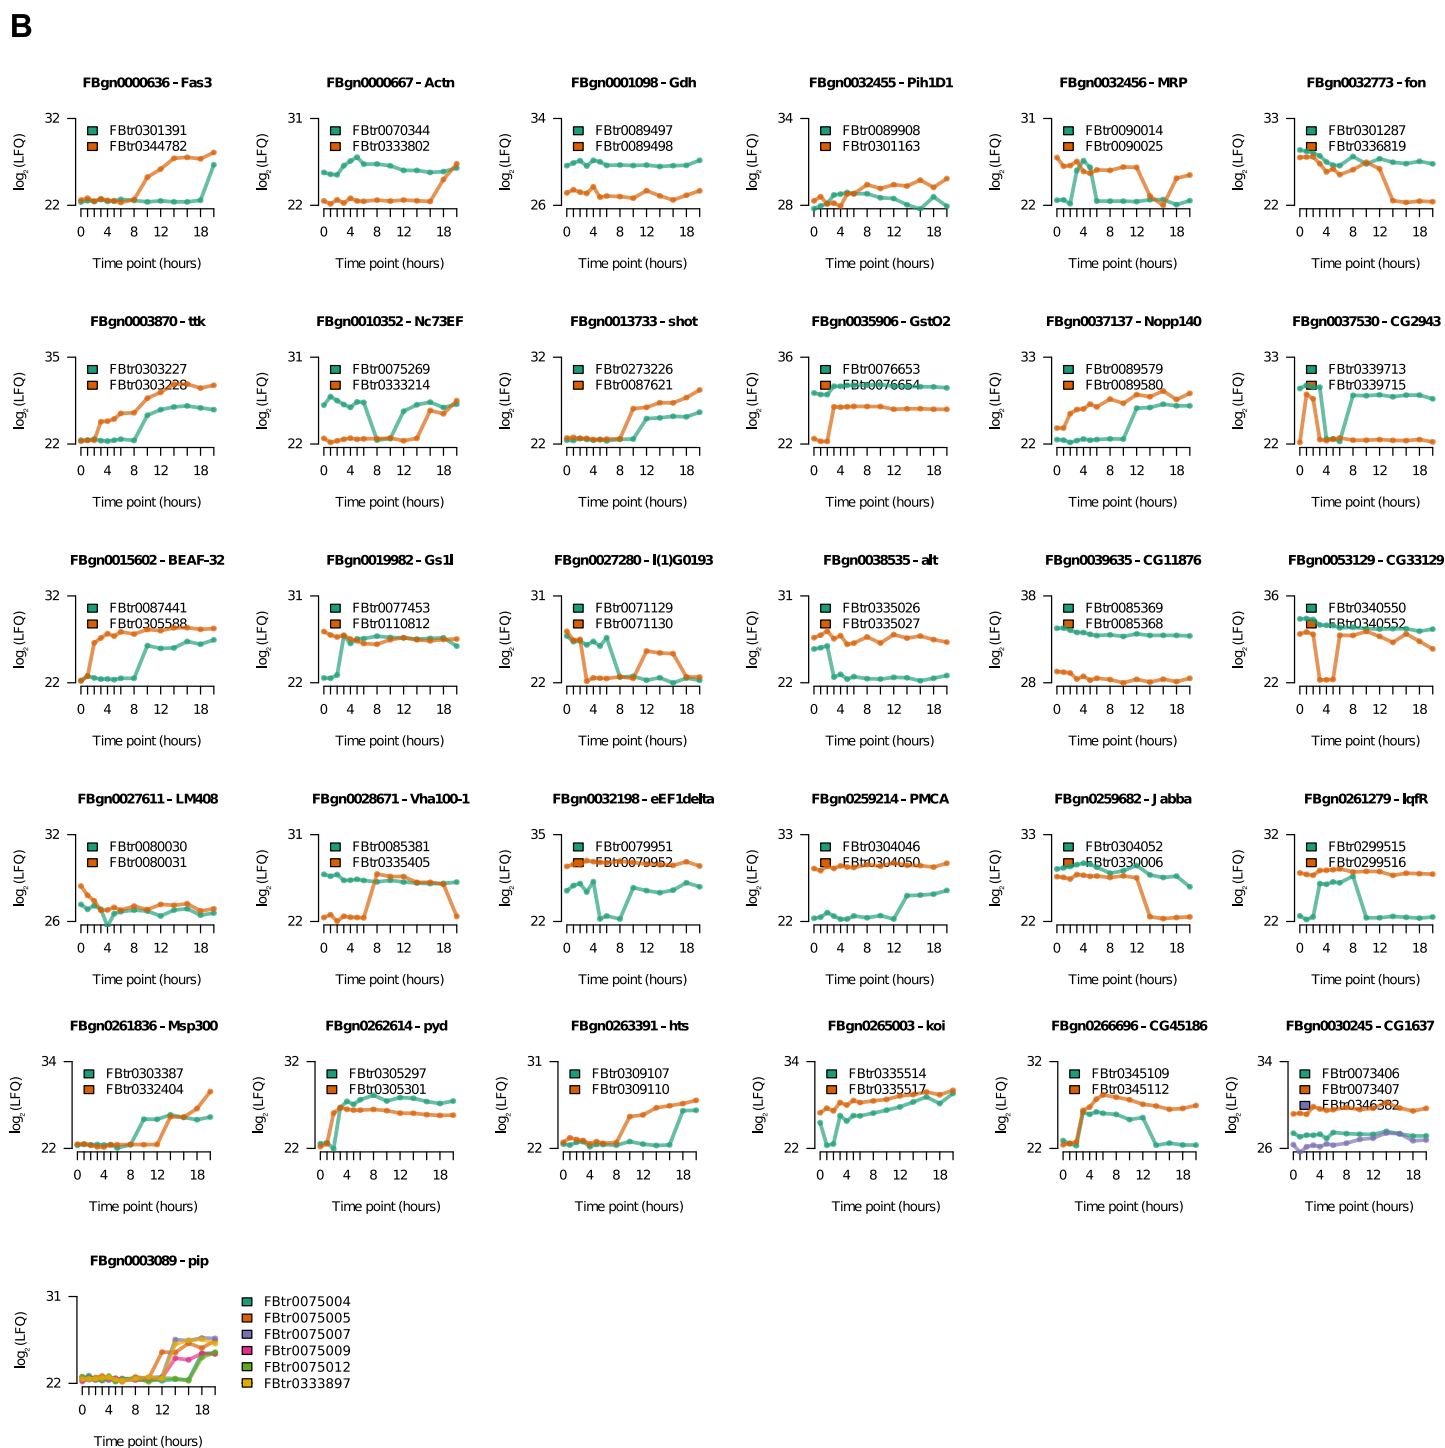 B
FBgn0000636 - Fas3
32
22
log2 (LFQ)
FBtr0301391
FBtr0344782
0 4 8 12 18
Time point (hours)
FBgn0000667 - Actn
31
22
log2 (LFQ)
FBtr0070344
FBtr0333802
0 4 8 12 18
Time point (hours)
FBgn0001098 - Gdh
34
26
log2 (LFQ)
FBtr0089497
FBtr0089498
0 4 8 12 18
Time point (hours)
FBgn0032455 - Pih1D1
34
28
log2 (LFQ)
FBtr0089908
FBtr0301163
0 4 8 12 18
Time point (hours)
FBgn0032456 - MRP
31
22
log2 (LFQ)
FBtr0090014
FBtr0090025
0 4 8 12 18
Time point (hours)
FBgn0032773 - fon
33
22
log2 (LFQ)
FBtr0301287
FBtr0336819
0 4 8 12 18
Time point (hours)
FBgn0003870 - ttk
35
22
log2 (LFQ)
FBtr0303227
FBtr0303228
0 4 8 12 18
Time point (hours)
FBgn0010352 - Nc73EF
31
22
log2 (LFQ)
FBtr0075269
FBtr0333214
0 4 8 12 18
Time point (hours)
FBgn0013733 - shot
32
22
log2 (LFQ)
FBtr0273226
FBtr0087621
0 4 8 12 18
Time point (hours)
FBgn0035906 - GstO2
36
22
log2 (LFQ)
FBtr0076653
FBtr0076654
0 4 8 12 18
Time point (hours)
FBgn0037137 - Nopp140
33
22
log2 (LFQ)
FBtr0089579
FBtr0089580
0 4 8 12 18
Time point (hours)
FBgn0037530 - CG2943
33
22
log2 (LFQ)
FBtr0339713
FBtr0339715
0 4 8 12 18
Time point (hours)
FBgn0015602 - BEAF-32
32
22
log2 (LFQ)
FBtr0087441
FBtr0305588
0 4 8 12 18
Time point (hours)
FBgn0019982 - Gs1l
31
22
log2 (LFQ)
FBtr0077453
FBtr0110812
0 4 8 12 18
Time point (hours)
FBgn0027280 - l(1)G0193
31
22
log2 (LFQ)
FBtr0071129
FBtr0071130
0 4 8 12 18
Time point (hours)
FBgn0038535 - alt
31
22
log2 (LFQ)
FBtr0335026
FBtr0335027
0 4 8 12 18
Time point (hours)
FBgn0039635 - CG11876
38
28
log2 (LFQ)
FBtr0085369
FBtr0085368
0 4 8 12 18
Time point (hours)
FBgn0053129 - CG33129
36
22
log2 (LFQ)
FBtr0340550
FBtr0340552
0 4 8 12 18
Time point (hours)
FBgn0027611 - LM408
32
26
log2 (LFQ)
FBtr0080030
FBtr0080031
0 4 8 12 18
Time point (hours)
FBgn0028671 - Vha100-1
31
22
log2 (LFQ)
FBtr0085381
FBtr0335405
0 4 8 12 18
Time point (hours)
FBgn0032198 - eEF1delta
35
22
log2 (LFQ)
FBtr0079951
FBtr0079952
0 4 8 12 18
Time point (hours)
FBgn0259214 - PMCA
33
22
log2 (LFQ)
FBtr0304046
FBtr0304050
0 4 8 12 18
Time point (hours)
FBgn0259682 - Jabba
33
22
log2 (LFQ)
FBtr0304052
FBtr0330006
0 4 8 12 18
Time point (hours)
FBgn0261279 - lqfR
33
22
log2 (LFQ)
FBtr0299515
FBtr0299516
0 4 8 12 18
Time point (hours)
FBgn0261836 - Msp300
34
22
log2 (LFQ)
FBtr0303387
FBtr0332404
0 4 8 12 18
Time point (hours)
FBgn0262614 - pyd
32
22
log2 (LFQ)
FBtr0305297
FBtr0305301
0 4 8 12 18
Time point (hours)
FBgn0263391 - hts
31
22
log2 (LFQ)
FBtr0309107
FBtr0309110
0 4 8 12 18
Time point (hours)
FBgn0265003 - koi
34
22
log2 (LFQ)
FBtr0335514
FBtr0335517
0 4 8 12 18
Time point (hours)
FBgn0266696 - CG45186
34
22
log2 (LFQ)
FBtr0345109
FBtr0345112
0 4 8 12 18
Time point (hours)
FBgn0030245 - CG1637
34
26
log2 (LFQ)
FBtr0073406
FBtr0073407
FBtr0346382
0 4 8 12 18
Time point (hours)
FBgn0003089 - pip
31
22
log2 (LFQ)
0 4 8 12 18
Time point (hours)
FBtr0075004
FBtr0075005
FBtr0075007
FBtr0075009
FBtr0075012
FBtr0333897